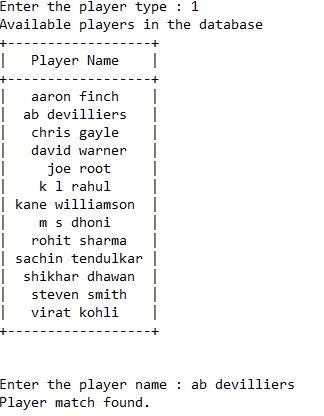 Enter the player type : 1
Available players in the database
+-----------------+
|   Player Name   |
+-----------------+
|   aaron finch   |
|  ab devilliers  |
|   chris gayle   |
|   david warner  |
|     joe root    |
|    k l rahul    |
| kane williamson |
|    m s dhoni    |
|   rohit sharma  |
| sachin tendulkar |
|  shikhar dhawan |
|   steven smith  |
|   virat kohli   |
+-----------------+
Enter the player name : ab devilliers
Player match found.